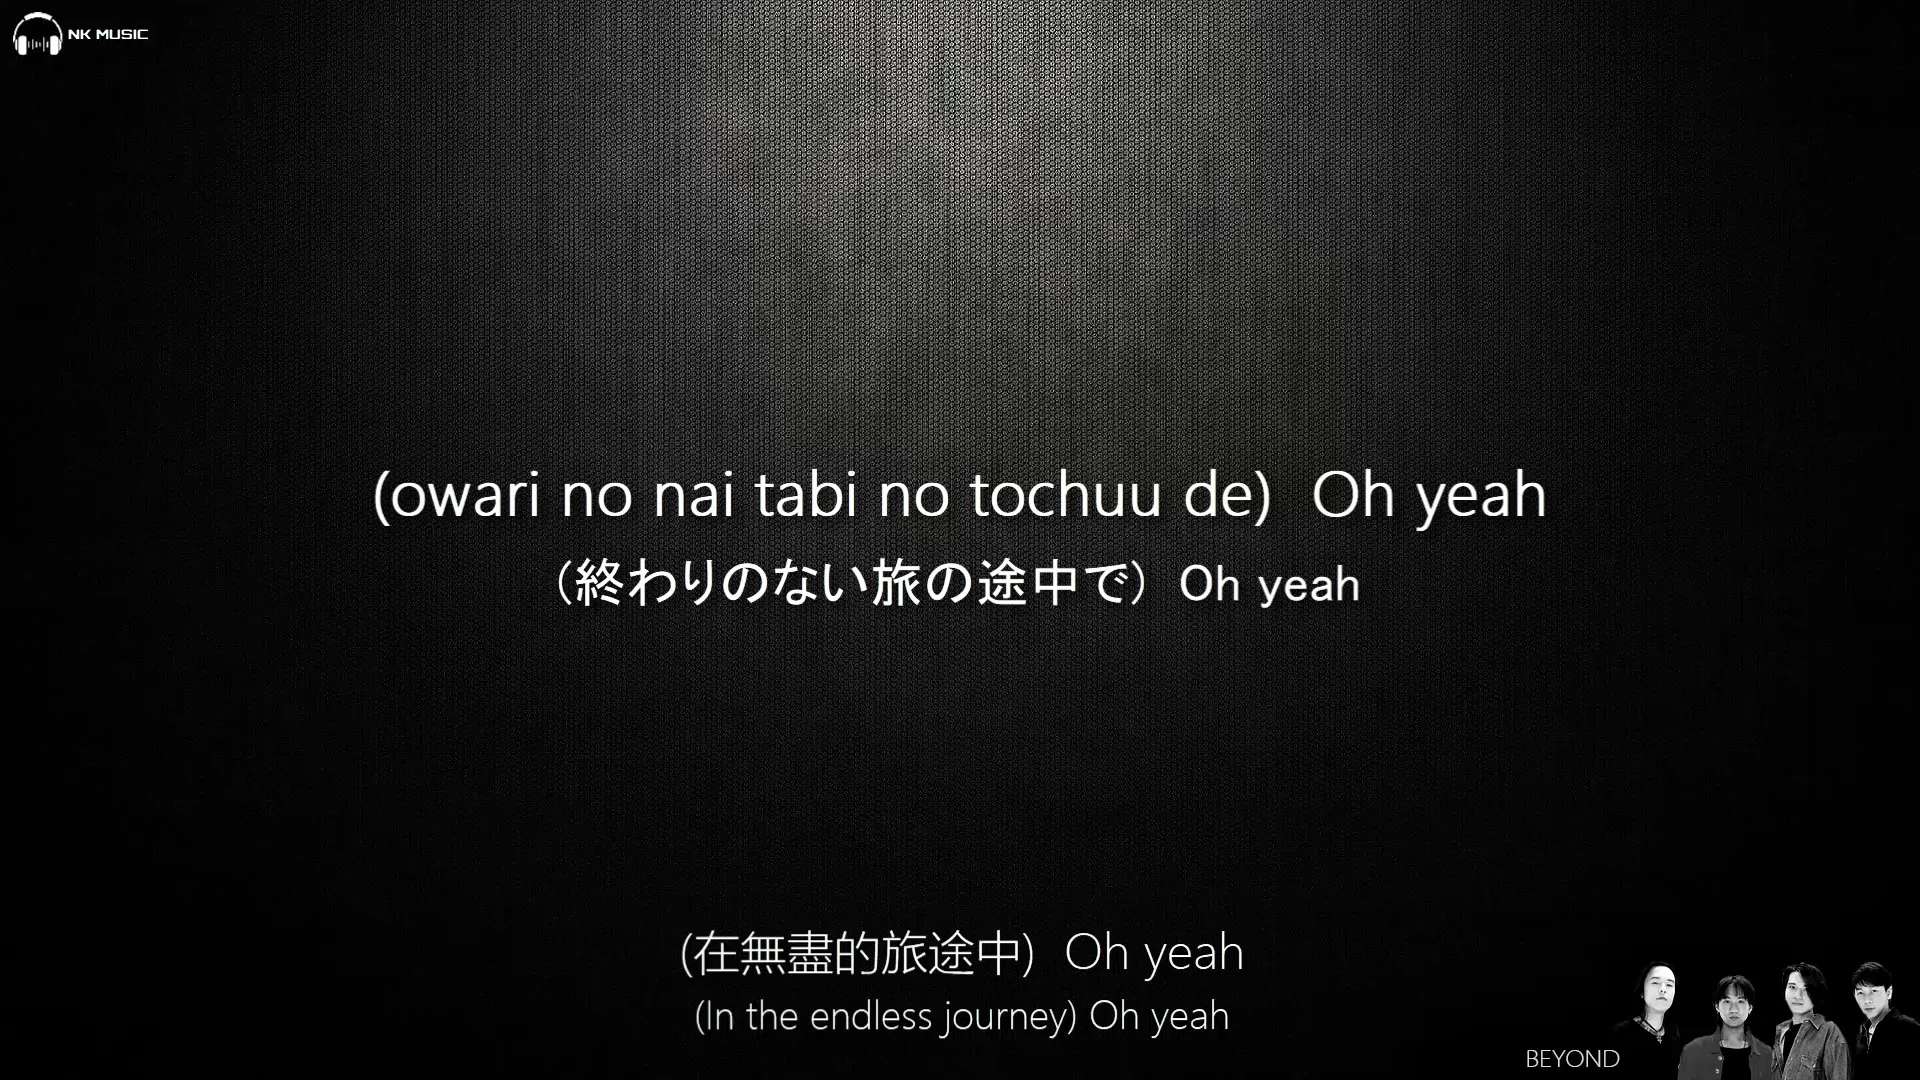 NK MUSIC
(owari no nai tabi no tochuu de)  Oh yeah
（終わりのない旅の途中で） Oh yeah
(在無盡的旅途中)  Oh yeah
(In the endless journey) Oh yeah
BEYOND